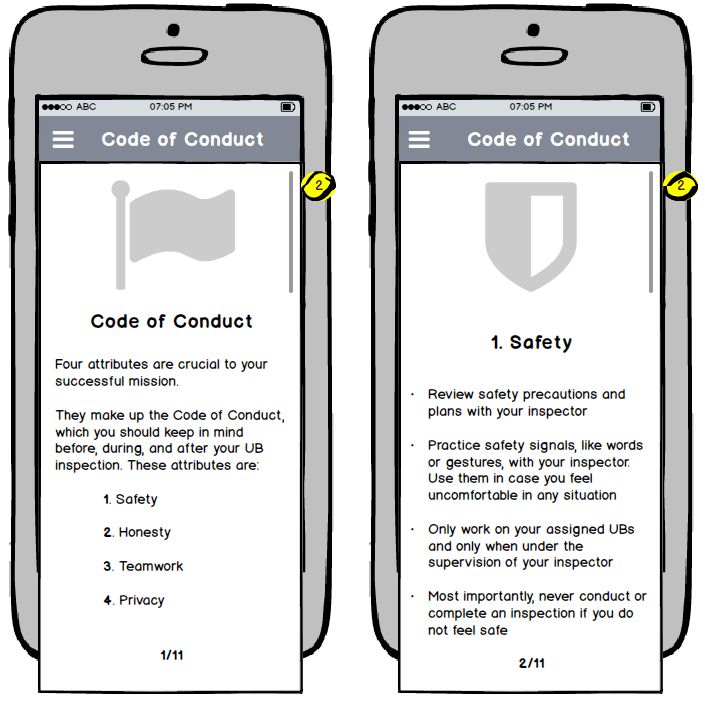 ABC 07:05 PM
Code of Conduct
2
Code of Conduct
Four attributes are crucial to your
successful mission.
They make up the Code of Conduct,
which you should keep in mind
before, during, and after your UB
inspection. These attributes are:
1. Safety
2. Honesty
3. Teamwork
4. Privacy
1/11
ABC 07:05 PM
Code of Conduct
2
1. Safety
· Review safety precautions and
plans with your inspector
· Practice safety signals, like words
or gestures, with your inspector.
Use them in case you feel
uncomfortable in any situation
· Only work on your assigned UBs
and only when under the
supervision of your inspector
· Most importantly, never conduct or
complete an inspection if you do
not feel safe
2/11